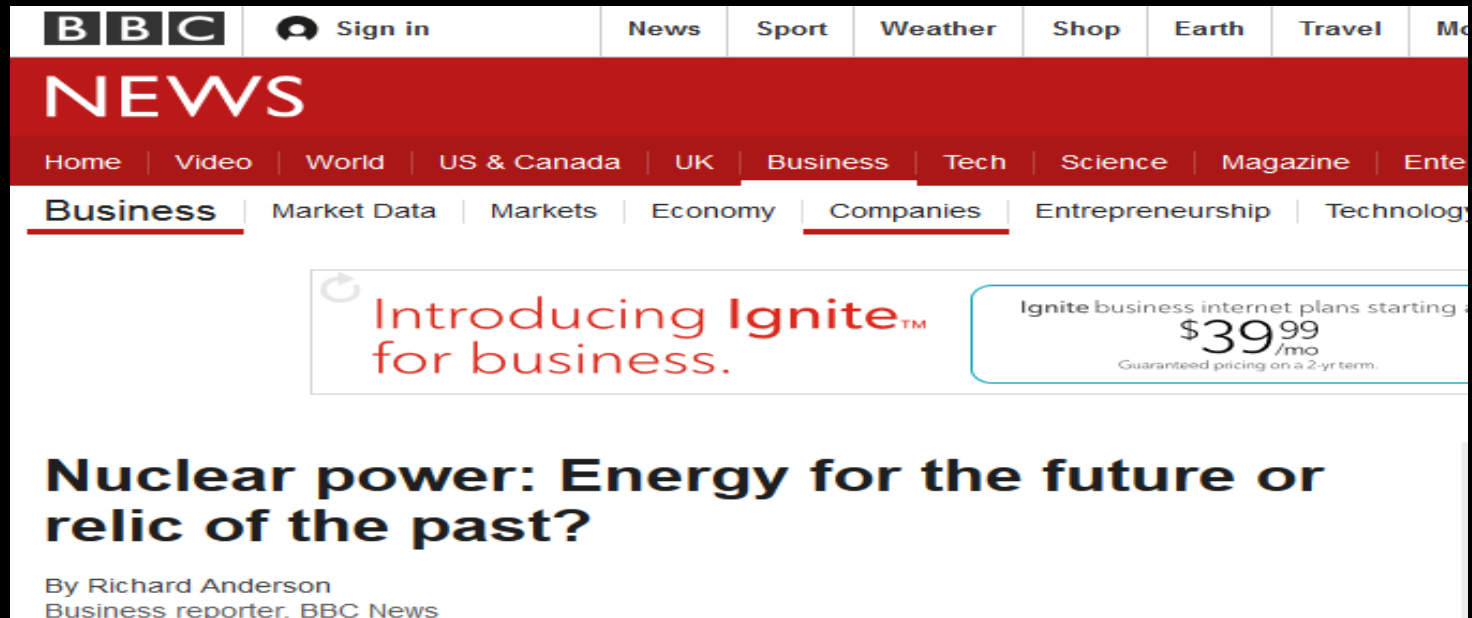 BBC Sign in News Sport Weather Shop Earth Travel
NEWS
Home Video World US & Canada UK Business Tech Science Magazine
Business Market Data Markets Economy Companies Entrepreneurship Technology
Introducing Ignite™
for business.
Ignite business internet plans starting
$39.99
/mo
Guaranteed pricing on a 2-yr term.
Nuclear power: Energy for the future or
relic of the past?
By Richard Anderson
Business reporter, BBC News